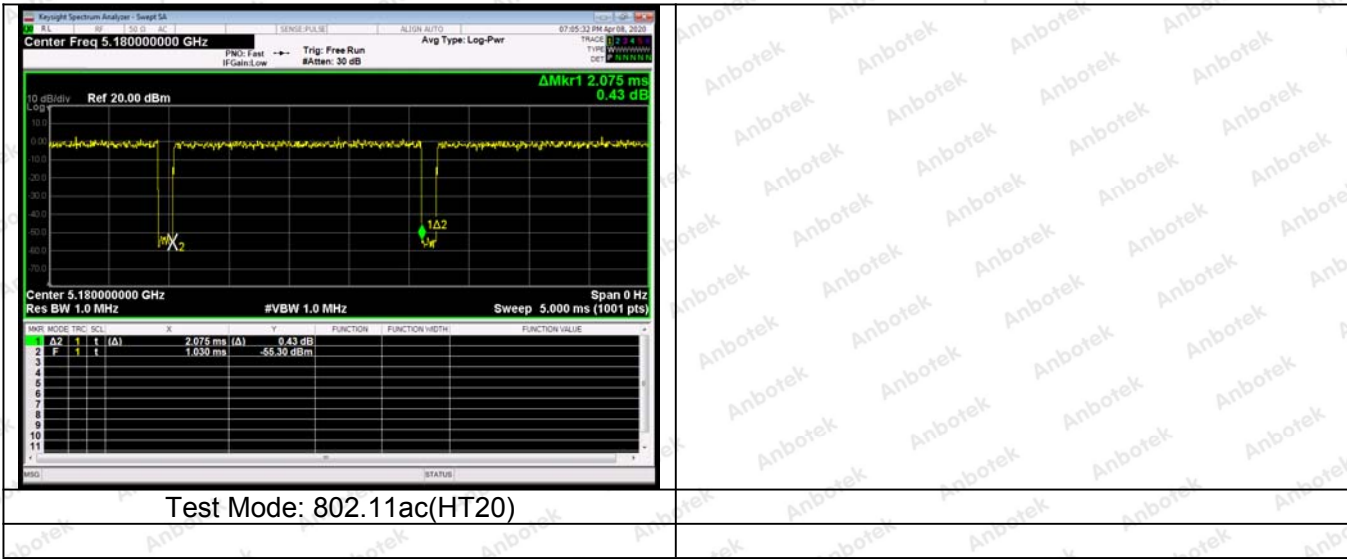 Keysight Spectrum Analyzer - Swept SA
RL RF 50 Ω AC SENSE:PULSE ALIGN AUTO 07:05:32 PM Apr 08, 2020
Center Freq 5.180000000 GHz Avg Type: Log-Pwr TRACE 1 2 3 4 5 6
PNO: Fast Trig: Free Run TYPE WWWWWW
IFGain:Low #Atten: 30 dB DET P N N N N N
ΔMkr1 2.075 ms
10 dB/div Ref 20.00 dBm 0.43 dB
Log
10.0
0.00
-10.0
-20.0
-30.0
-40.0
-50.0
-60.0
-70.0
1Δ2
2
Center 5.180000000 GHz Span 0 Hz
Res BW 1.0 MHz #VBW 1.0 MHz Sweep 5.000 ms (1001 pts)
MKR MODE TRC SCL X Y FUNCTION FUNCTION WIDTH FUNCTION VALUE
1 Δ2 1 t (Δ) 2.075 ms (Δ) 0.43 dB
2 F 1 t 1.030 ms -55.30 dBm
3
4
5
6
7
8
9
10
11
MSG STATUS
Test Mode: 802.11ac(HT20)
Anbotek